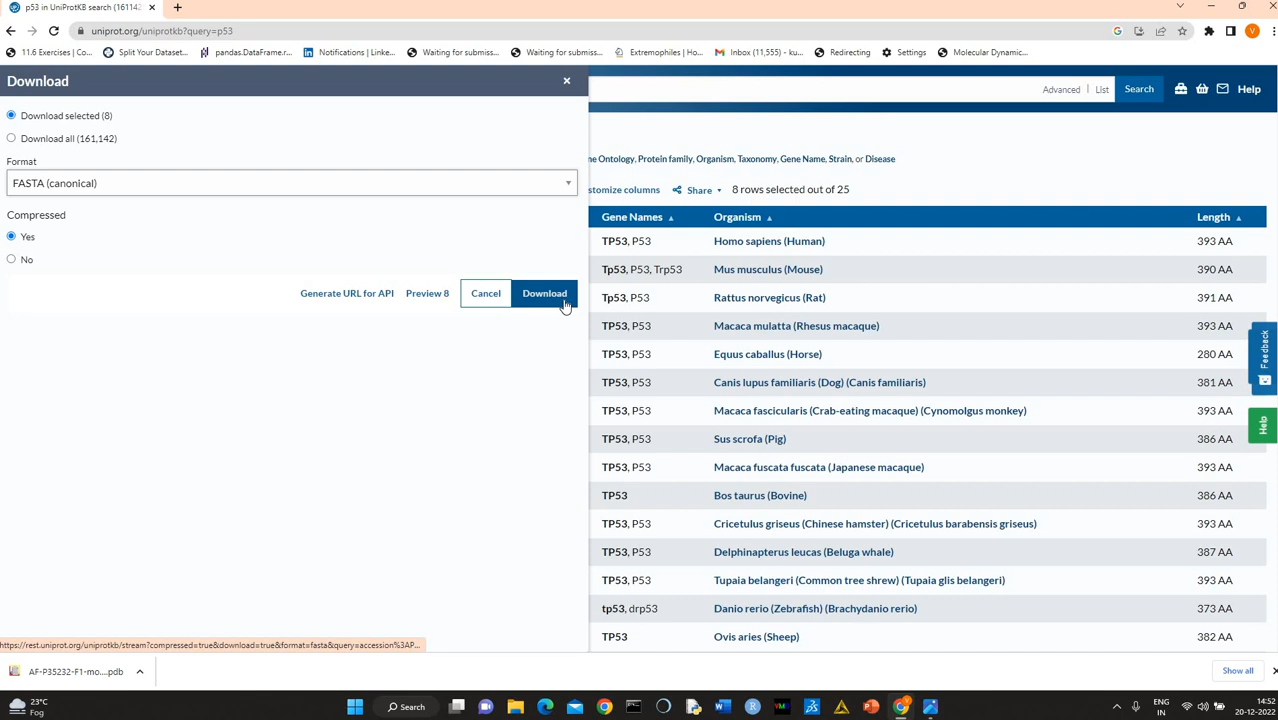 p53 in UniProtKB search (161142
uniprot.org/uniprotkb?query=p53
11.6 Exercises | Co... Split Your Dataset... pandas.DataFrame.r... Notifications | Linke... Waiting for submiss... Waiting for submiss... Extremophiles | Ho... Inbox (11,555) - ku... Redirecting Settings Molecular Dynamic...
Download
Advanced | List Search Help
Download selected (8)
Download all (161,142)
Format
FASTA (canonical)
Compressed
Yes
No
Generate URL for API Preview 8 Cancel Download
ne Ontology, Protein family, Organism, Taxonomy, Gene Name, Strain, or Disease
stomize columns Share 8 rows selected out of 25
Gene Names Organism Length
TP53, P53 Homo sapiens (Human) 393 AA
Tp53, P53, Trp53 Mus musculus (Mouse) 390 AA
Tp53, P53 Rattus norvegicus (Rat) 391 AA
TP53, P53 Macaca mulatta (Rhesus macaque) 393 AA
TP53, P53 Equus caballus (Horse) 280 AA
TP53, P53 Canis lupus familiaris (Dog) (Canis familiaris) 381 AA
TP53, P53 Macaca fascicularis (Crab-eating macaque) (Cynomolgus monkey) 393 AA
TP53, P53 Sus scrofa (Pig) 386 AA
TP53, P53 Macaca fuscata fuscata (Japanese macaque) 393 AA
TP53 Bos taurus (Bovine) 386 AA
TP53, P53 Cricetulus griseus (Chinese hamster) (Cricetulus barabensis griseus) 393 AA
TP53, P53 Delphinapterus leucas (Beluga whale) 387 AA
TP53, P53 Tupaia belangeri (Common tree shrew) (Tupaia glis belangeri) 393 AA
tp53, drp53 Danio rerio (Zebrafish) (Brachydanio rerio) 373 AA
TP53 Ovis aries (Sheep) 382 AA
Feedback
Help
https://rest.uniprot.org/uniprotkb/stream?compressed=true&download=true&format=fasta&query=accession%3AP...
AF-P35232-F1-mo....pdb Show all
23°C
Fog
Search
ENG
IN
14:52
20-12-2022